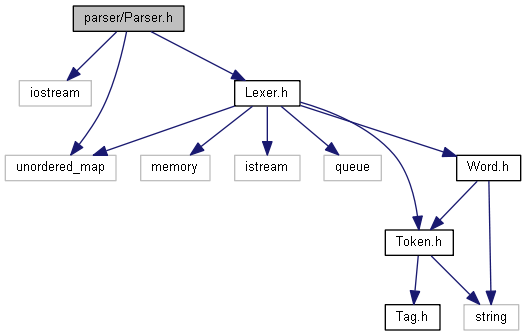 parser/Parser.h
iostream
Lexer.h
unordered_map
memory
istream
queue
Word.h
Token.h
Tag.h
string